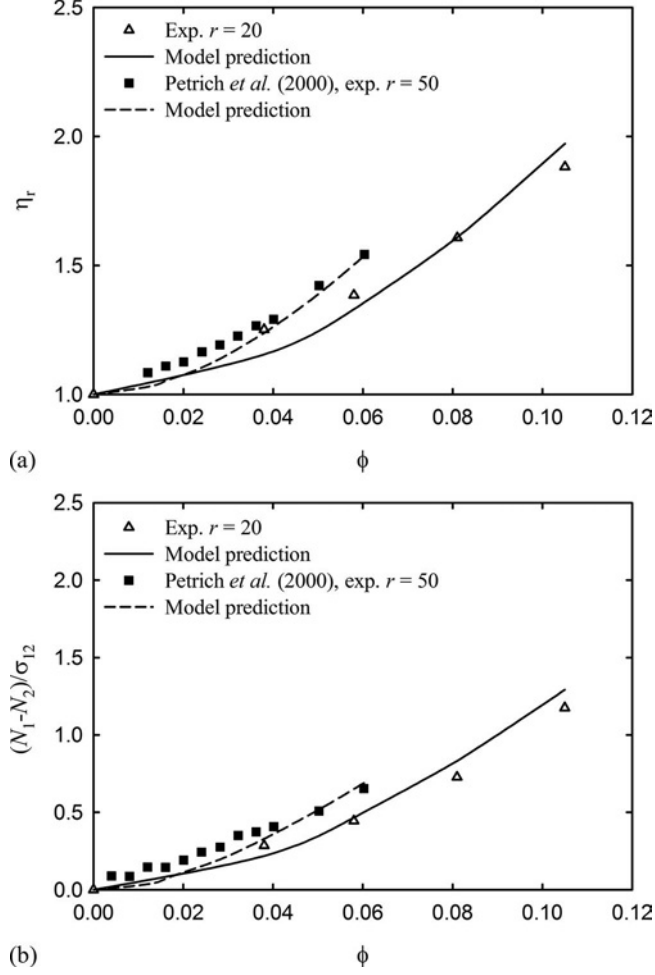 2.5
Exp. r = 20
Model prediction
Petrich et al. (2000), exp. r = 50
Model prediction
2.0
ηr
1.5
1.0
0.00 0.02 0.04 0.06 0.08 0.10 0.12
(a)
ϕ
2.5
Exp. r = 20
Model prediction
2.0
Petrich et al. (2000), exp. r = 50
Model prediction
1.5
(N1-N2)/σ12
1.0
0.5
0.0
0.00 0.02 0.04 0.06 0.08 0.10 0.12
(b)
ϕ